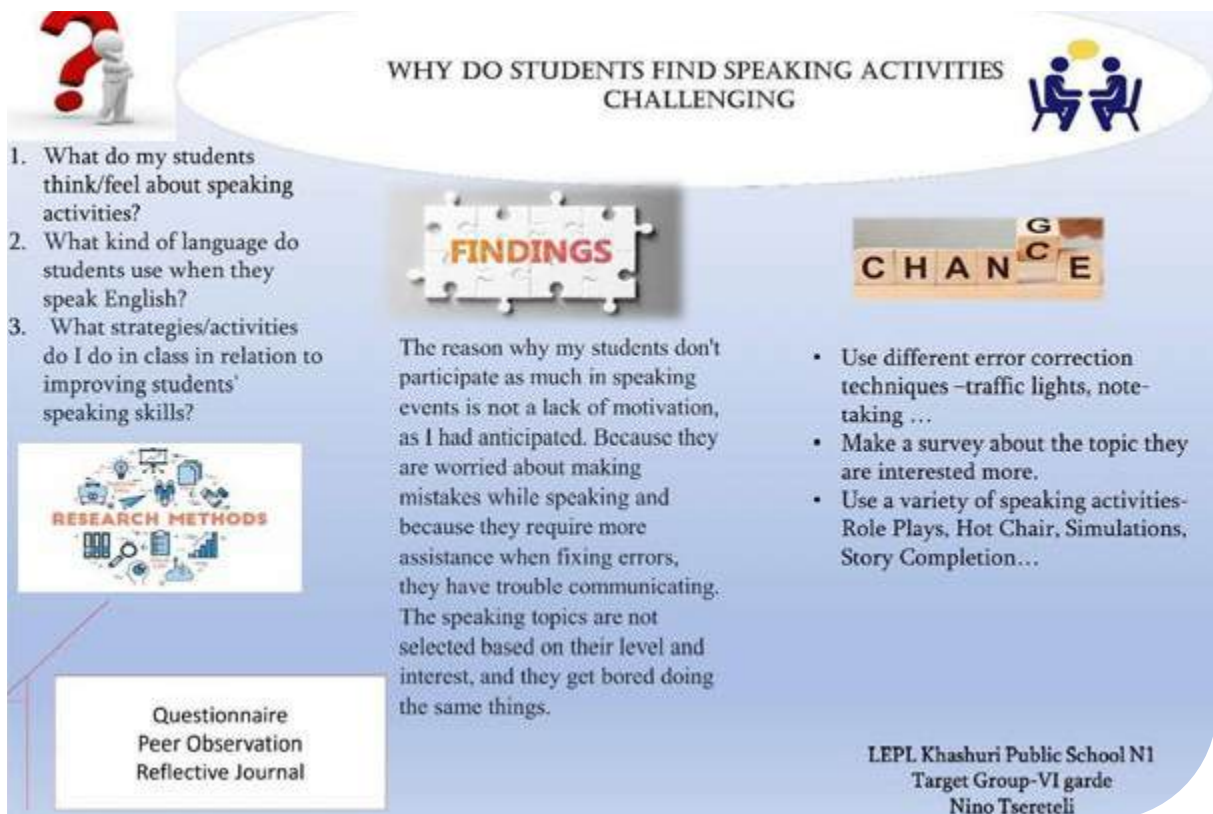 WHY DO STUDENTS FIND SPEAKING ACTIVITIES
CHALLENGING
1. What do my students
think/feel about speaking
activities?
2. What kind of language do
students use when they
speak English?
3. What strategies/activities
do I do in class in relation to
improving students'
speaking skills?
RESEARCH METHODS
Questionnaire
Peer Observation
Reflective Journal
FINDINGS
The reason why my students don't
participate as much in speaking
events is not a lack of motivation,
as I had anticipated. Because they
are worried about making
mistakes while speaking and
because they require more
assistance when fixing errors,
they have trouble communicating.
The speaking topics are not
selected based on their level and
interest, and they get bored doing
the same things.
G
C H A N C E
• Use different error correction
techniques –traffic lights, note-
taking …
• Make a survey about the topic they
are interested more.
• Use a variety of speaking activities-
Role Plays, Hot Chair, Simulations,
Story Completion…
LEPL Khashuri Public School N1
Target Group-VI garde
Nino Tsereteli